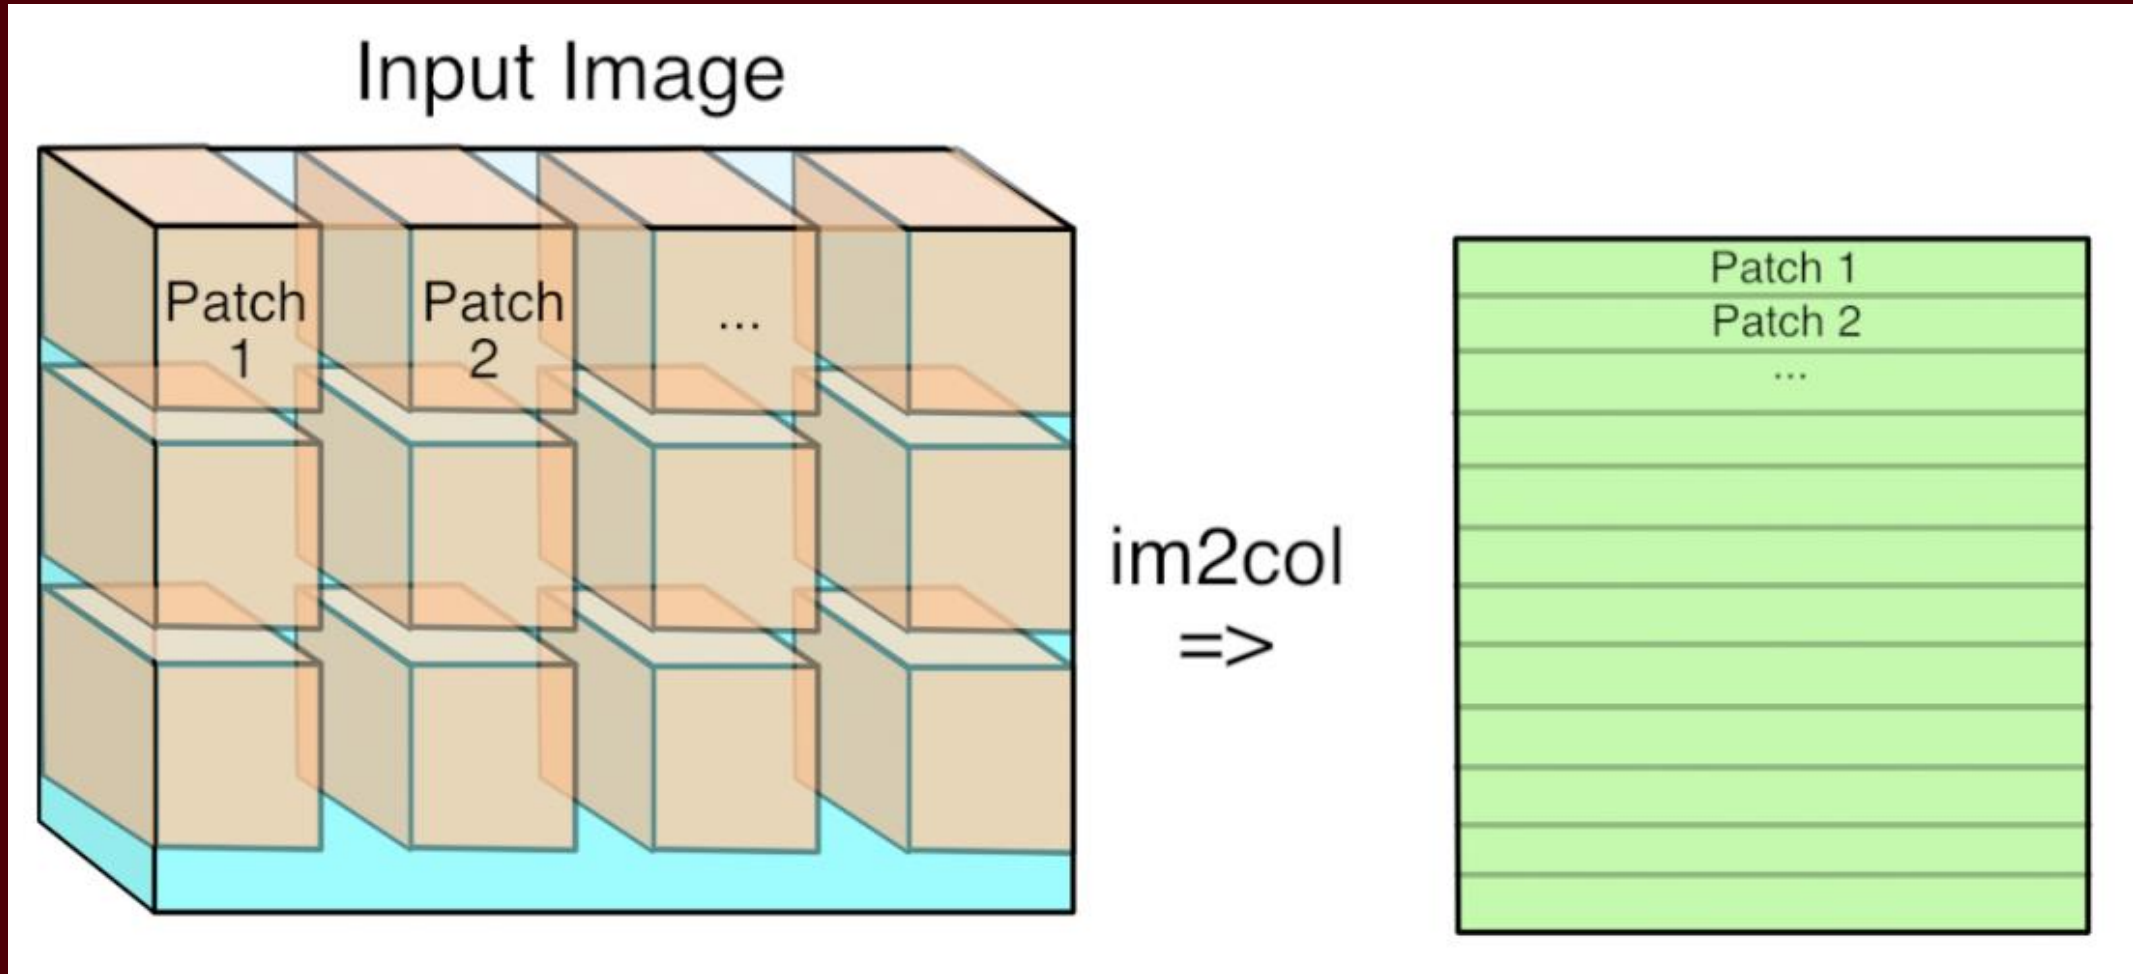 Input Image
Patch
1
Patch
2
...
im2col
=>
Patch 1
Patch 2
...